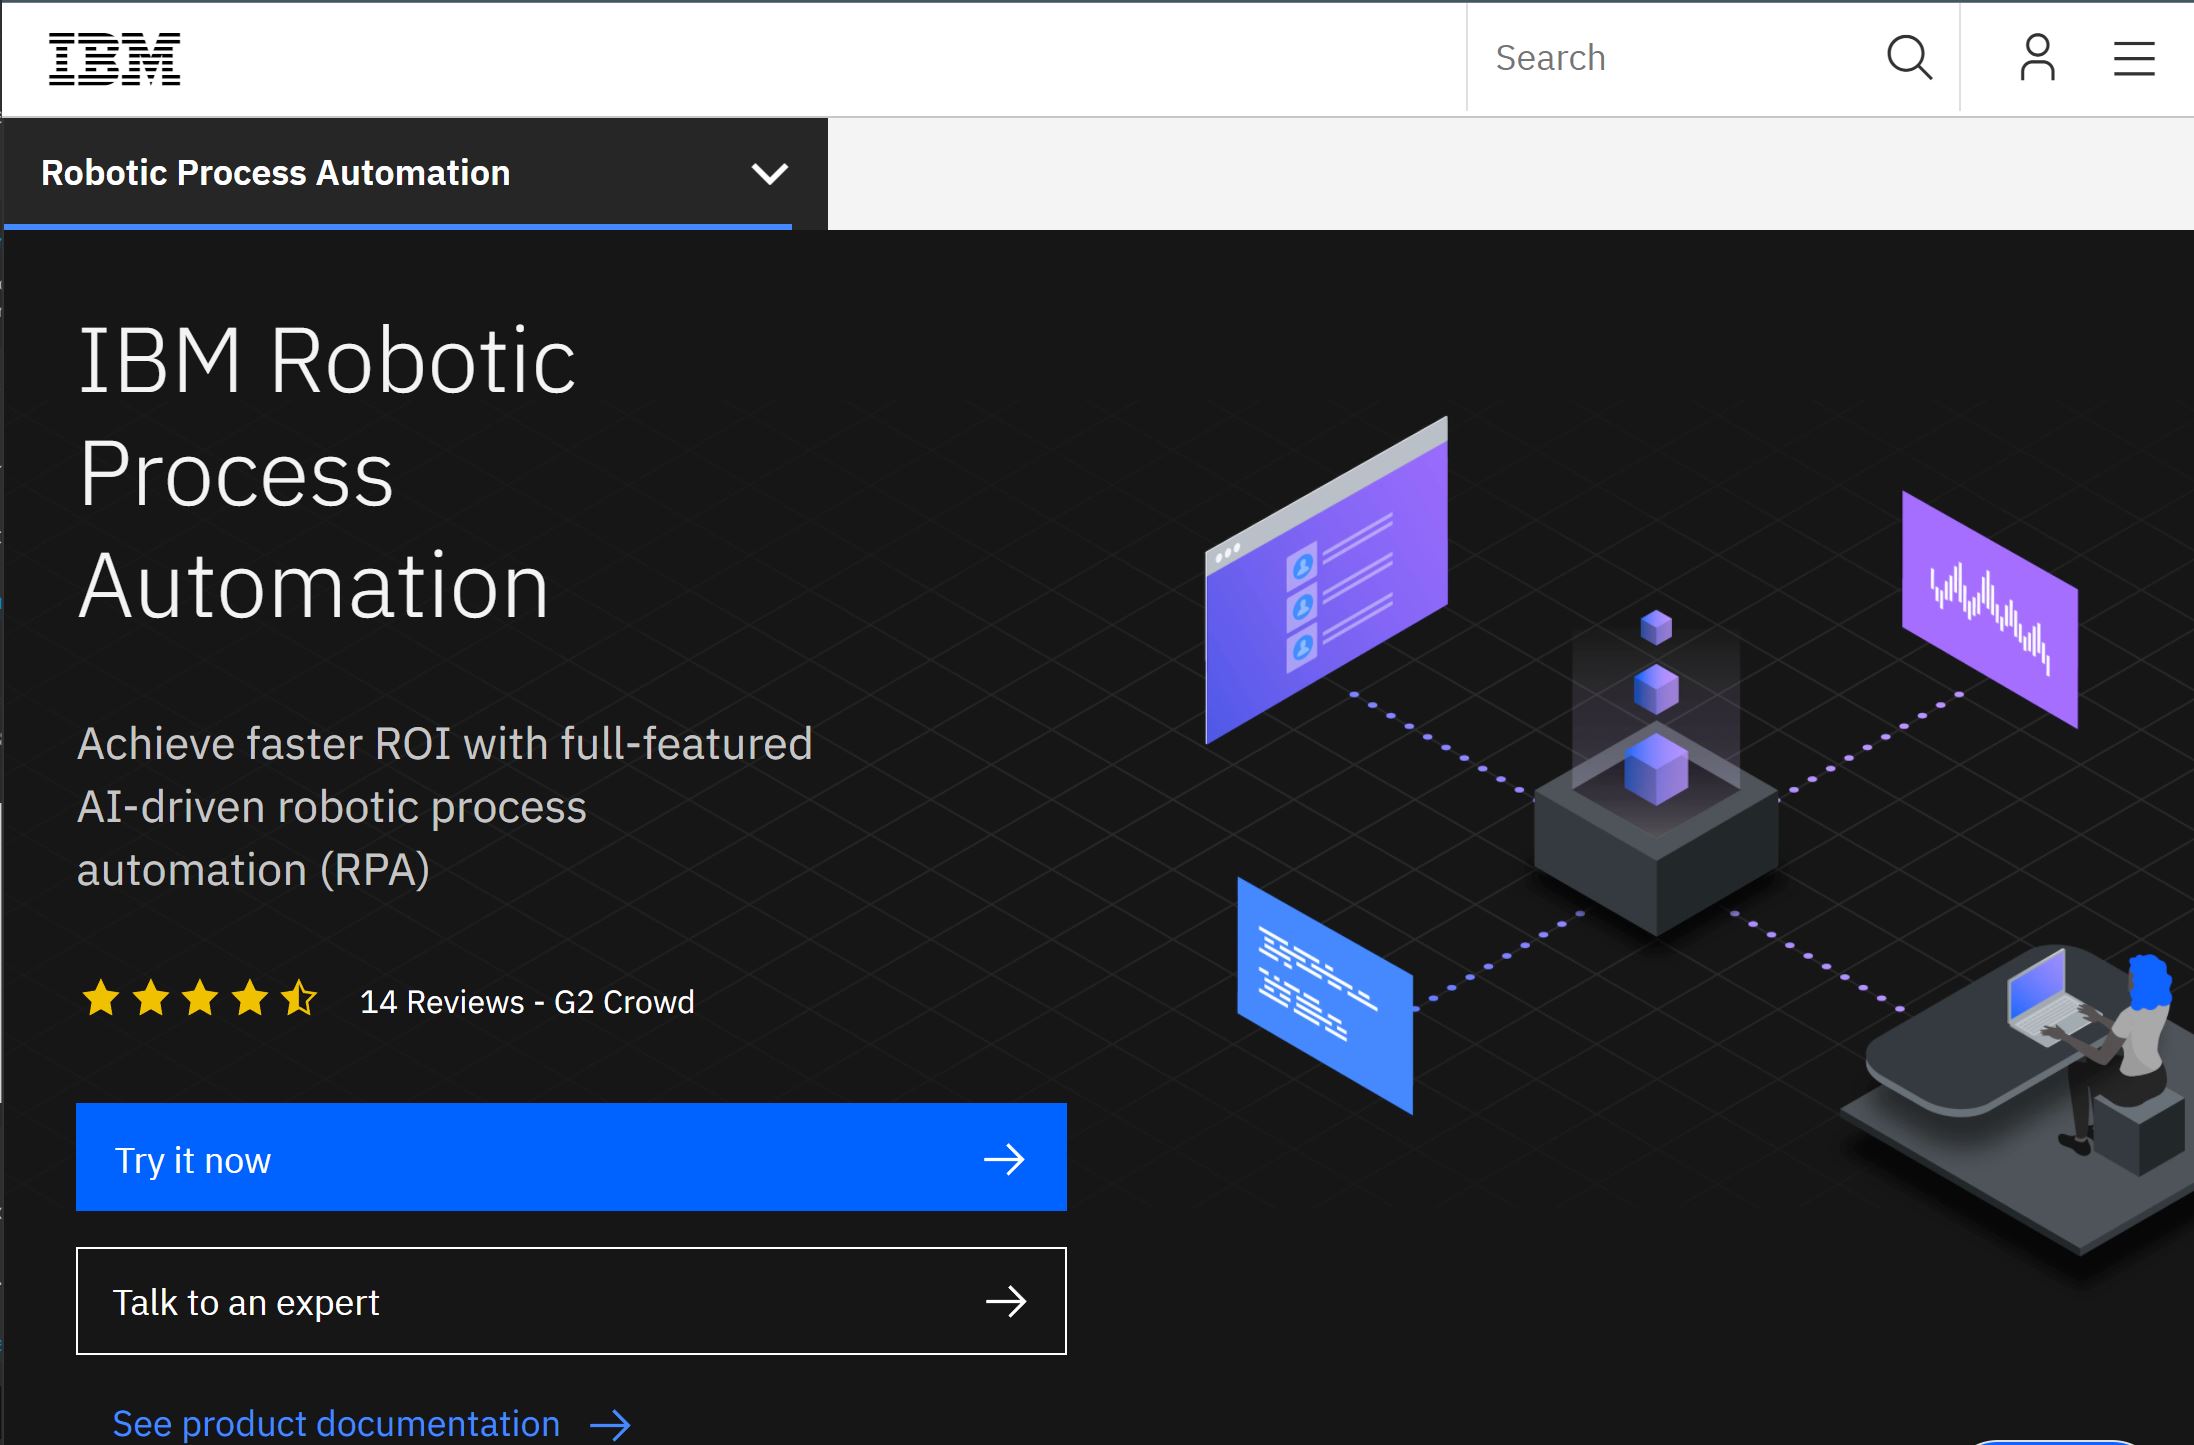 IBM
Search
Robotic Process Automation
IBM Robotic
Process
Automation
Achieve faster ROI with full-featured
AI-driven robotic process
automation (RPA)
14 Reviews - G2 Crowd
Try it now
Talk to an expert
See product documentation